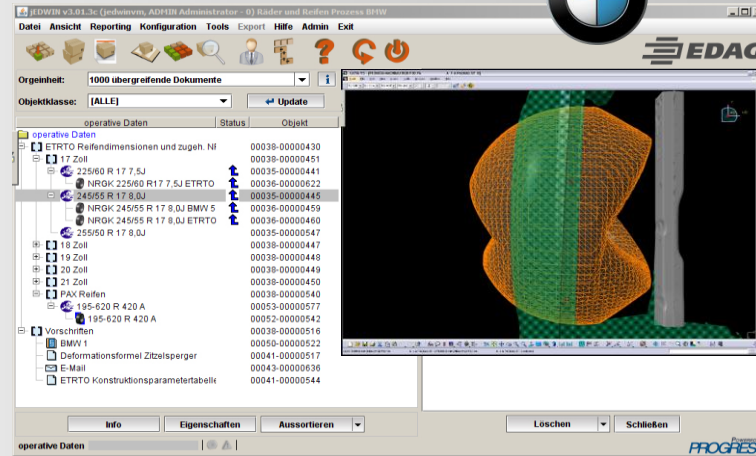 jEDWIN v3.01.3c (jedwinvm, ADMIN Administrator - 0) Räder und Reifen Prozess BMW
Datei Ansicht Reporting Konfiguration Tools Export Hilfe Admin Exit
EDAG
Orgeinheit: 1000 übergreifende Dokumente
Objektklasse: [ALLE] Update
operative Daten Status Objekt
operative Daten
ETRTO Reifendimensionen und zugeh. NF 00038-00000430
17 Zoll 00038-00000451
225/60 R 17 7,5J 00035-00000441
NRGK 225/60 R17 7,5J ETRTO 00036-00000622
245/55 R 17 8,0J 00035-00000445
NRGK 245/55 R 17 8,0J BMW 5 00036-00000459
NRGK 245/55 R 17 8,0J ETRTO 00036-00000460
255/50 R 17 8,0J 00035-00000547
18 Zoll 00038-00000447
19 Zoll 00038-00000448
20 Zoll 00038-00000449
21 Zoll 00038-00000450
PAX Reifen 00038-00000540
195-620 R 420 A 00053-00000577
195-620 R 420 A 00052-00000542
Vorschriften 00038-00000516
BMW 1 00050-00000522
Deformationsformel Zitzelsperger 00041-00000517
E-Mail 00043-00000636
ETRTO Konstruktionsparametertabelle 00041-00000544
Info Eigenschaften Aussortieren Löschen Schließen
operative Daten
PROGRES